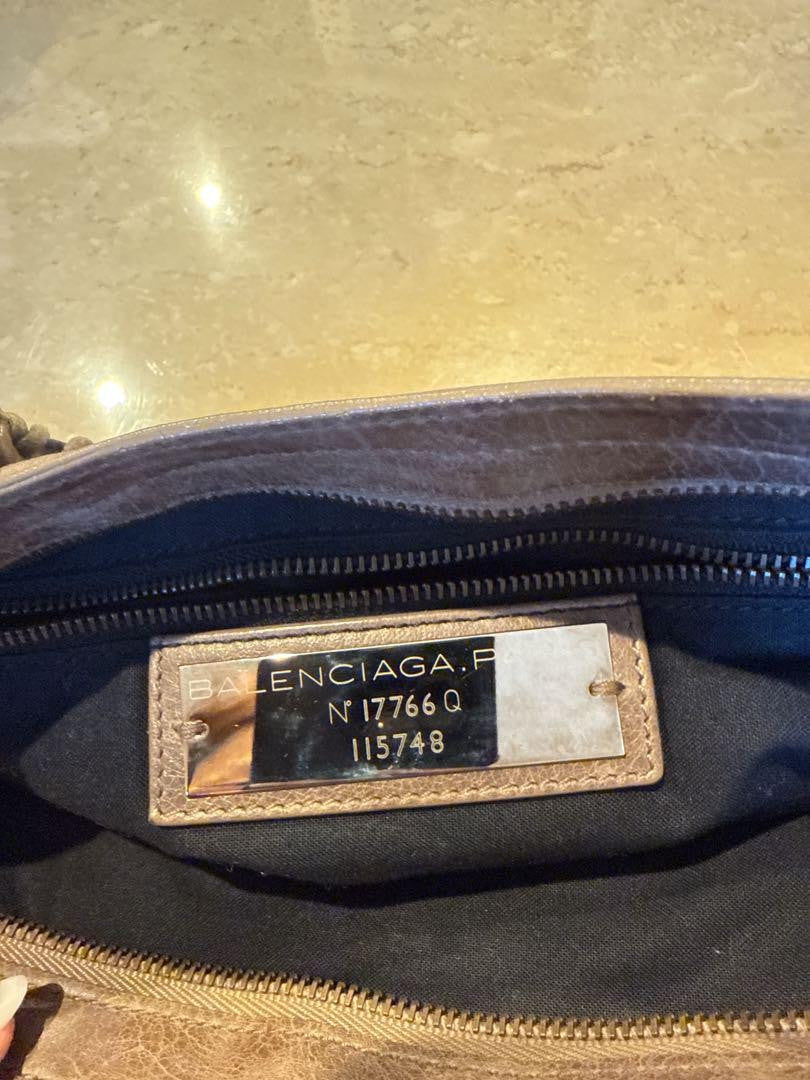 BALENCIAGA.P
N° 17766 Q
115748